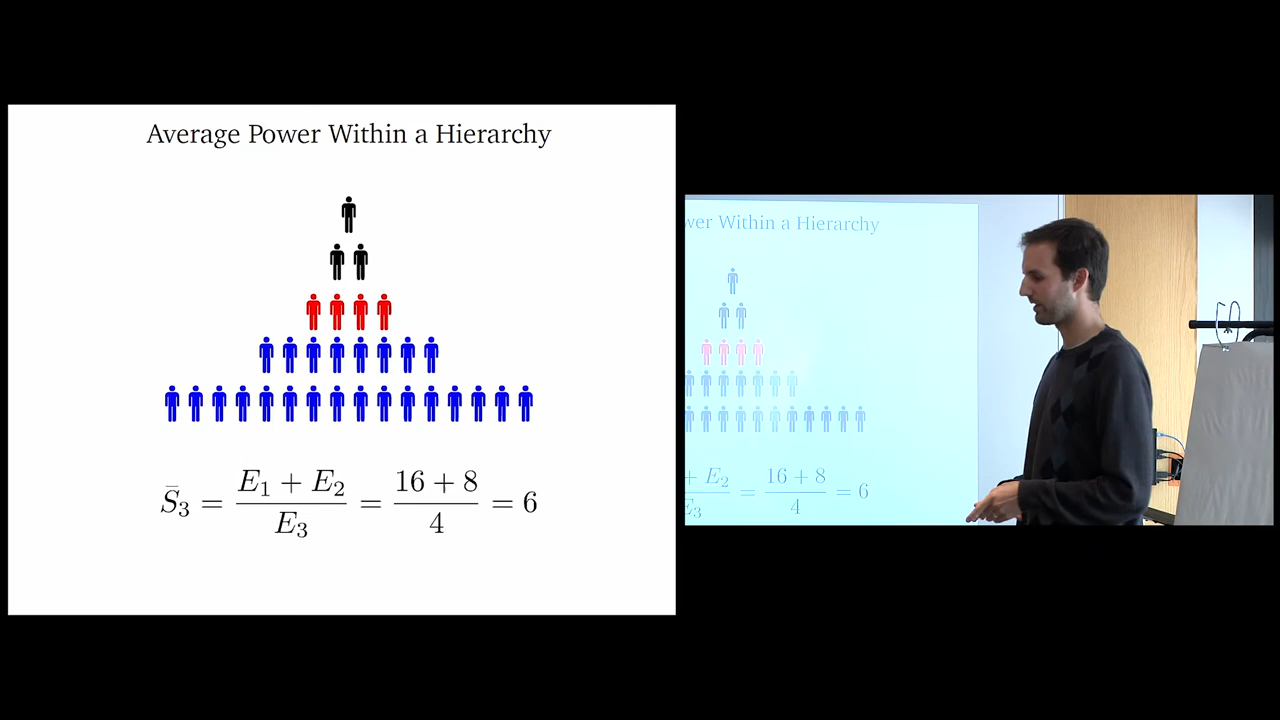 Average Power Within a Hierarchy
S̄₃ = (E₁ + E₂)/E₃ = (16 + 8)/4 = 6
wer Within a Hierarchy
+ E₂/E₃ = (16 + 8)/4 = 6